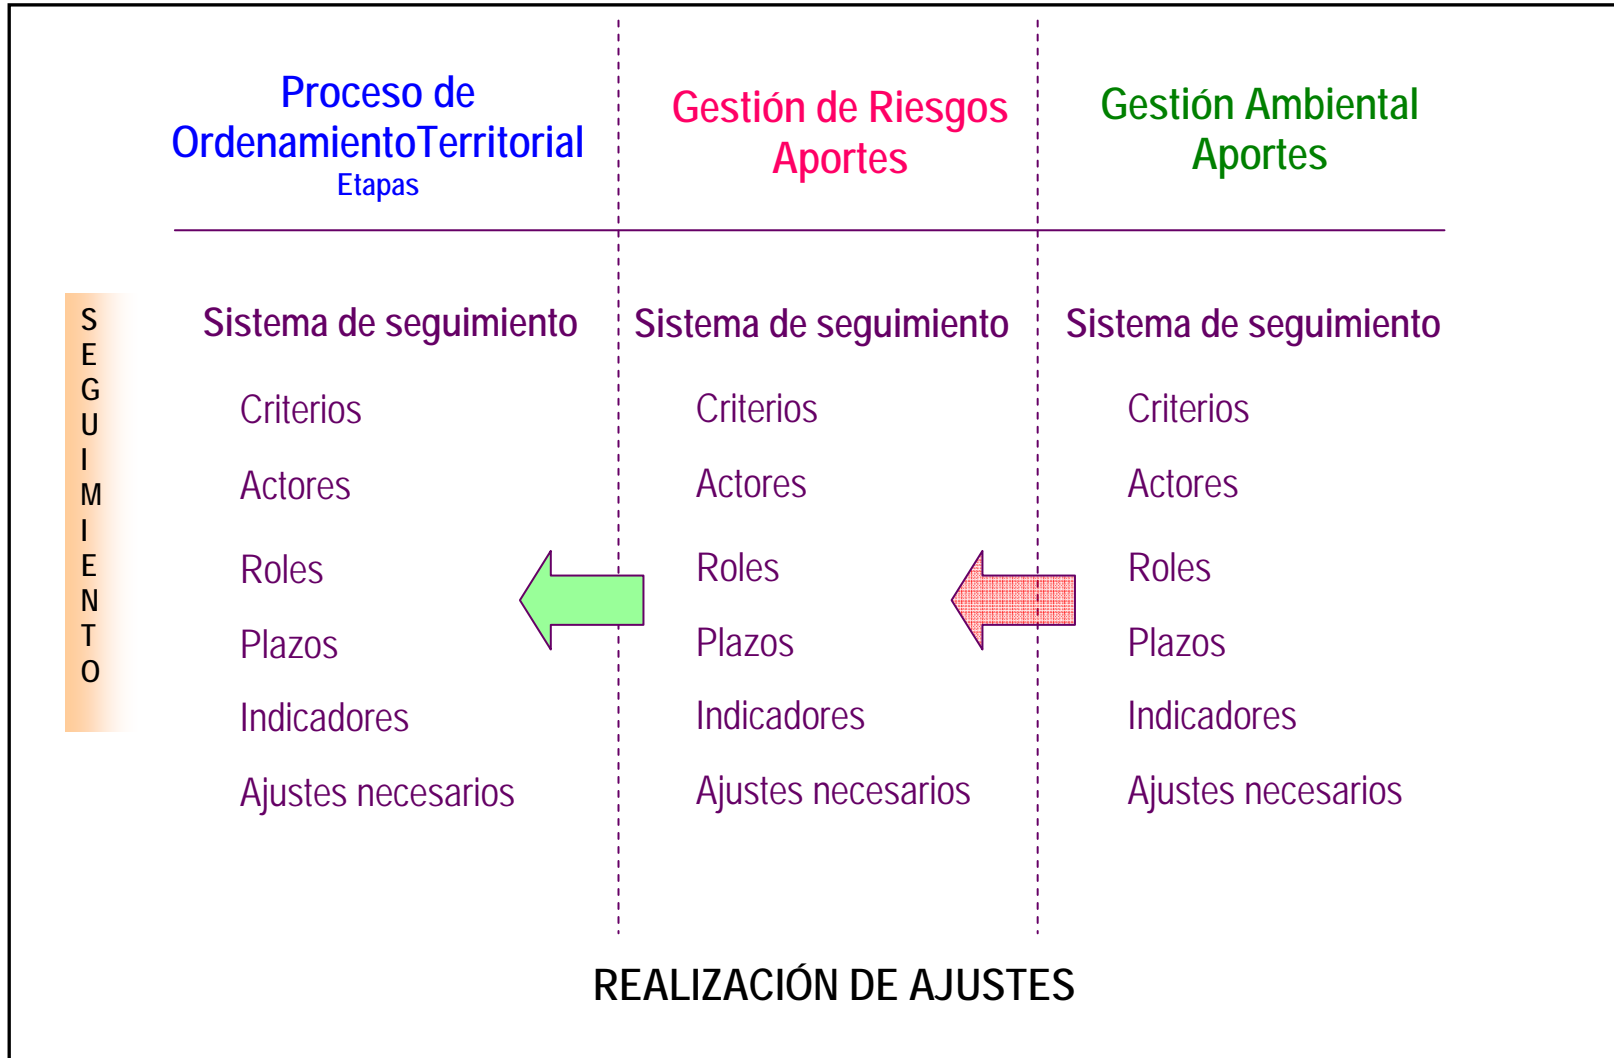 Proceso de
OrdenamientoTerritorial
Etapas
Gestión de Riesgos
Aportes
Gestión Ambiental
Aportes
S
E
G
U
I
M
I
E
N
T
O
Sistema de seguimiento
Criterios
Actores
Roles
Plazos
Indicadores
Ajustes necesarios
Sistema de seguimiento
Criterios
Actores
Roles
Plazos
Indicadores
Ajustes necesarios
Sistema de seguimiento
Criterios
Actores
Roles
Plazos
Indicadores
Ajustes necesarios
REALIZACIÓN DE AJUSTES